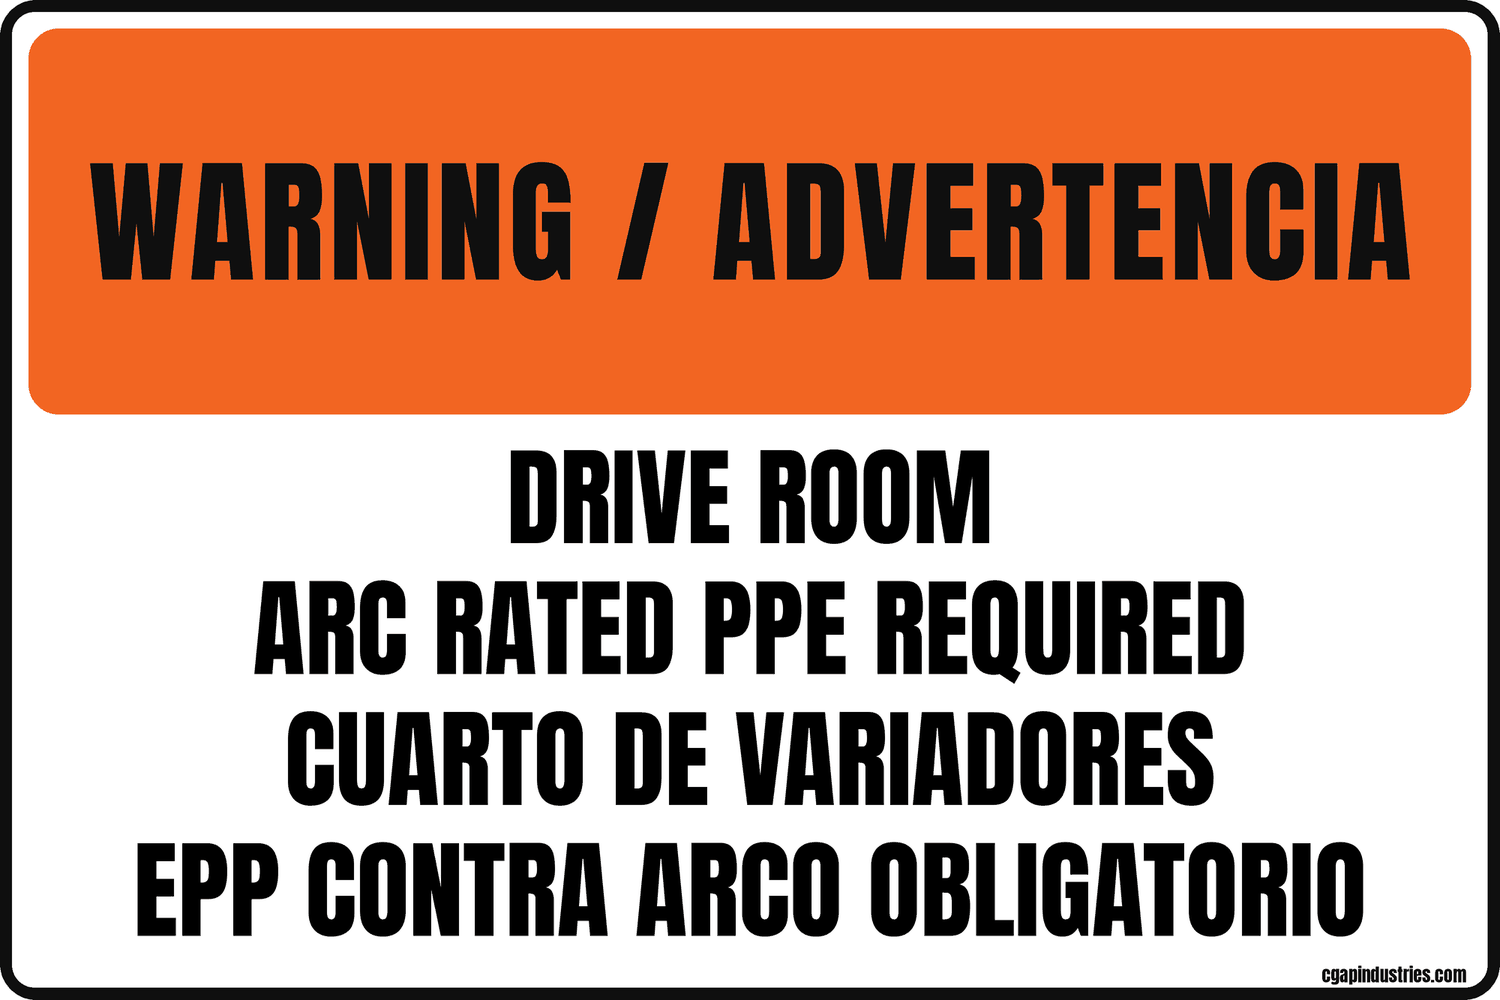 WARNING / ADVERTENCIA
DRIVE ROOM
ARC RATED PPE REQUIRED
CUARTO DE VARIADORES
EPP CONTRA ARCO OBLIGATORIO
cgapindustries.com